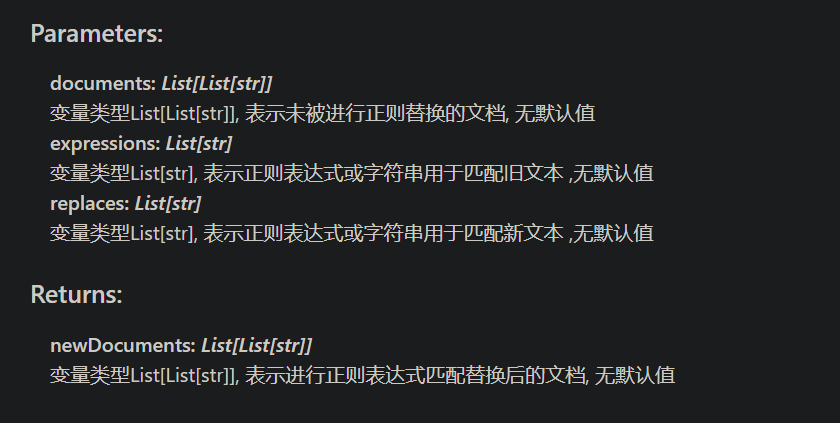 Parameters:
documents: List[List[str]]
变量类型List[List[str]], 表示未被进行正则替换的文档, 无默认值
expressions: List[str]
变量类型List[str], 表示正则表达式或字符串用于匹配旧文本 ,无默认值
replaces: List[str]
变量类型List[str], 表示正则表达式或字符串用于匹配新文本 ,无默认值
Returns:
newDocuments: List[List[str]]
变量类型List[List[str]], 表示进行正则表达式匹配替换后的文档, 无默认值